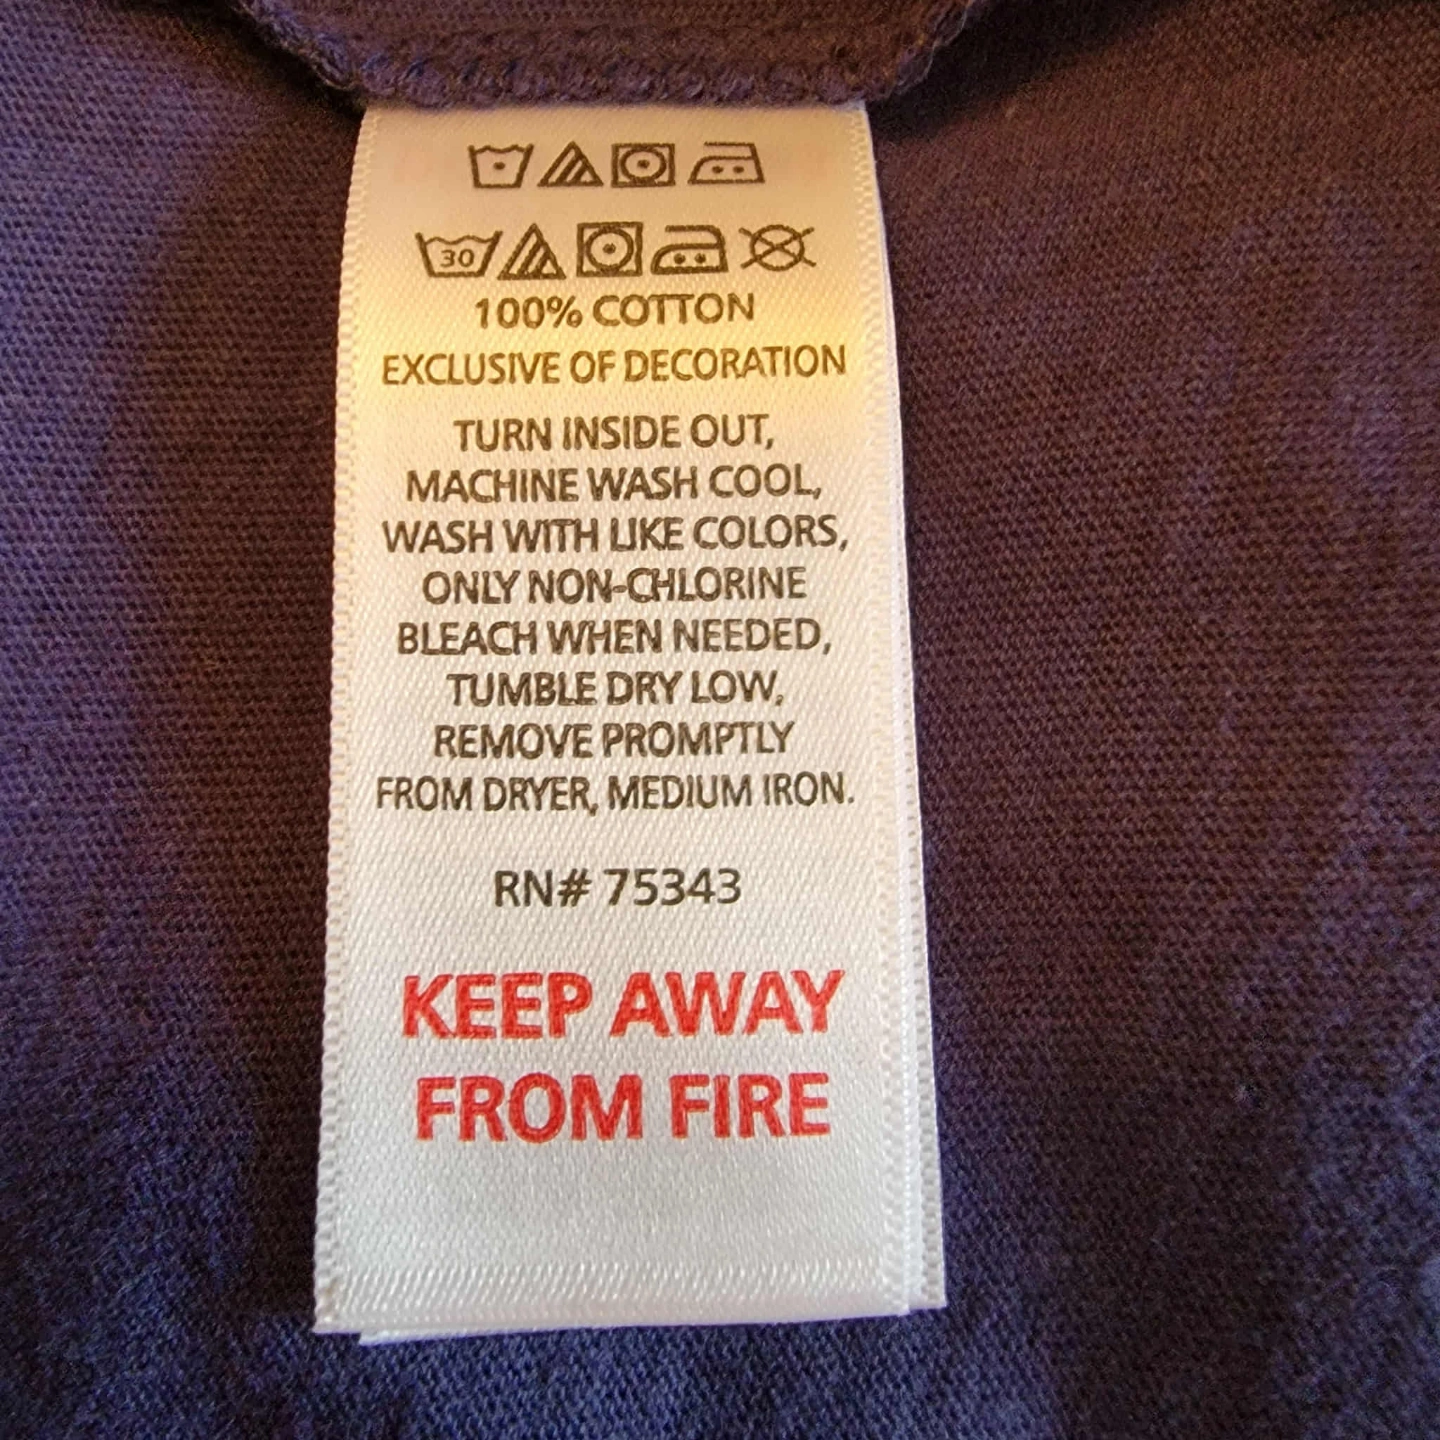 30
100% COTTON
EXCLUSIVE OF DECORATION
TURN INSIDE OUT,
MACHINE WASH COOL,
WASH WITH LIKE COLORS,
ONLY NON-CHLORINE
BLEACH WHEN NEEDED,
TUMBLE DRY LOW,
REMOVE PROMPTLY
FROM DRYER, MEDIUM IRON.
RN# 75343
KEEP AWAY
FROM FIRE